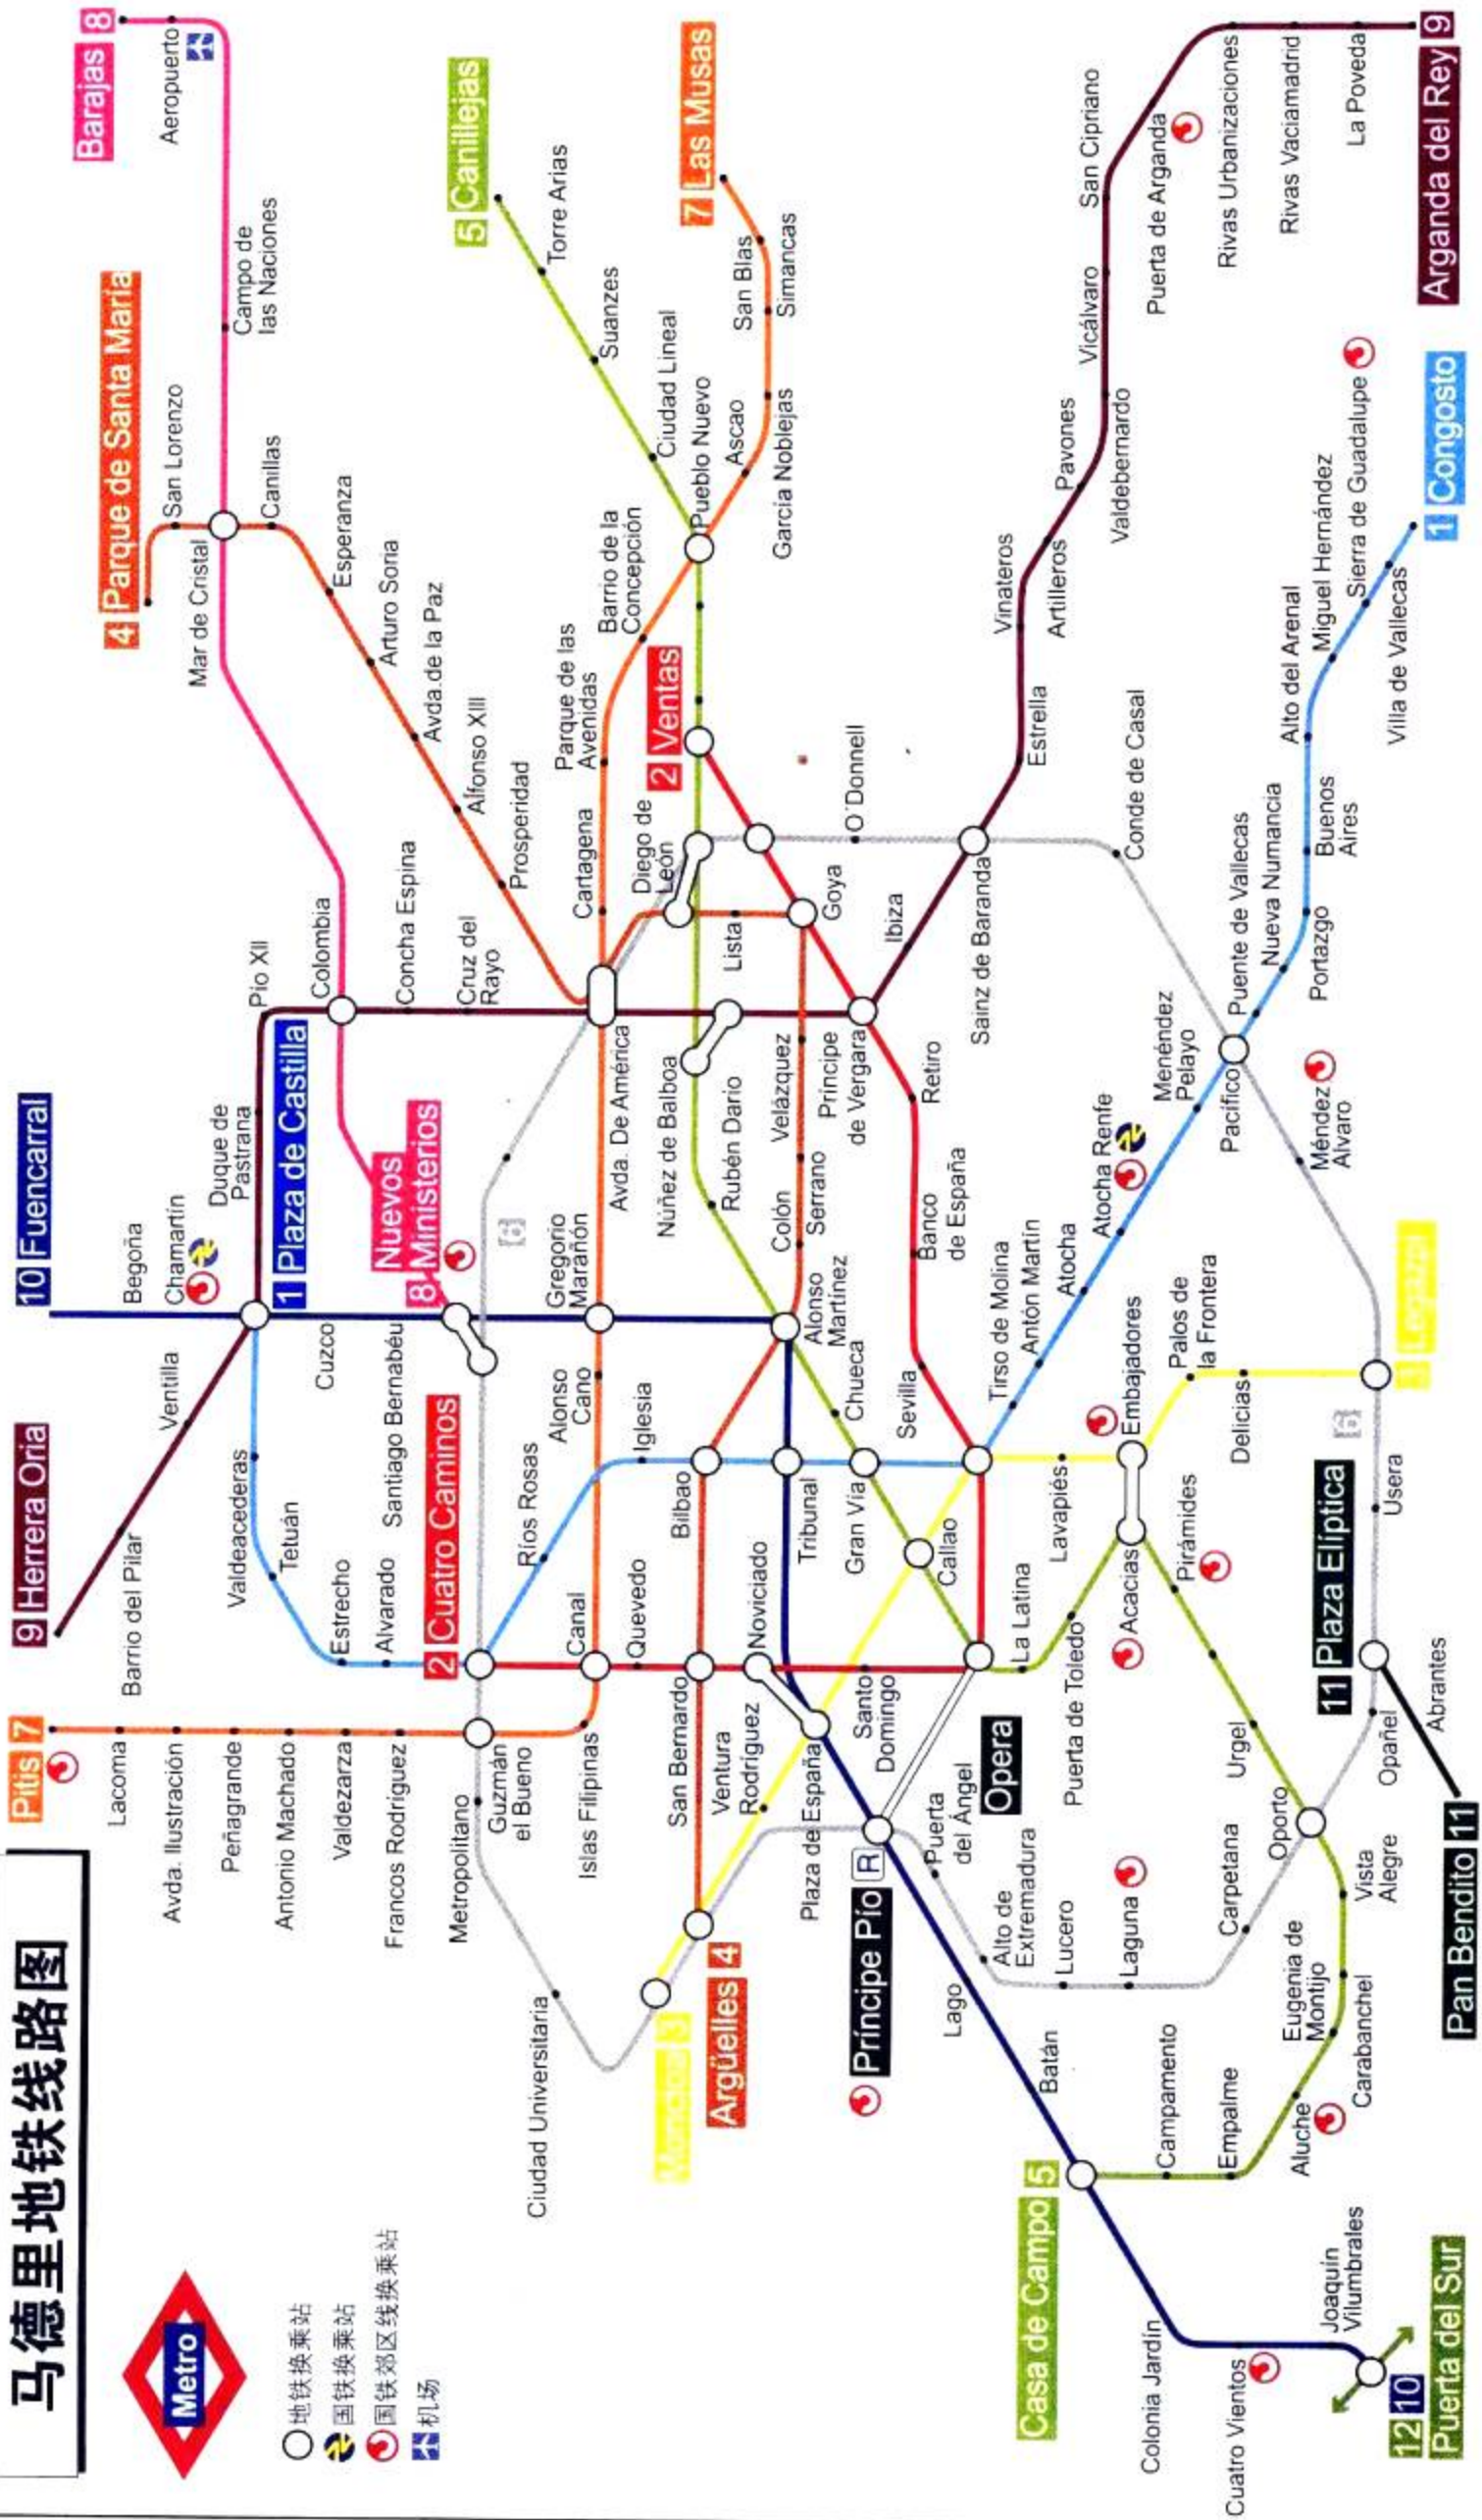 马德里地铁线路图
Metro
地铁换乘站
国铁换乘站
国铁郊区线换乘站
机场
Pitis 7
Lacoma
Avda. Ilustración
Peñagrande
Antonio Machado
Valdezarza
Francos Rodríguez
Guzmán
el Bueno
Metropolitano
Ciudad Universitaria
Islas Filipinas
9 Herrera Oria
Barrio del Pilar
Ventilla
10 Fuencarral
Begoña
Chamartín
Duque de
Pastrana
1 Plaza de Castilla
Pio XII
Valdeacederas
Tetuán
Estrecho
Alvarado
2 Cuatro Caminos
Cuzco
Santiago Bernabéu
Nuevos
8 Ministerios
Colombia
Concha Espina
Cruz del
Rayo
Barajas 8
Aeropuerto
Campo de
las Naciones
4 Parque de Santa María
San Lorenzo
Mar de Cristal
Canillas
Esperanza
Arturo Soria
Avda.de la Paz
Alfonso XIII
Prosperidad
5 Canillejas
Torre Arias
Suanzes
Ciudad Lineal
Pueblo Nuevo
7 Las Musas
San Blas
Simancas
García Noblejas
Ascao
Barrio de la
Concepción
Parque de las
Avenidas
Cartagena
2 Ventas
Diego de
León
Lista
Goya
O´Donnell
Avda. De América
Núñez de Balboa
Rubén Dario
Gregorio
Marañón
Alonso
Cano
Ríos Rosas
Iglesia
Canal
Quevedo
Bilbao
San Bernardo
Noviciado
Tribunal
Alonso
Martínez
Colón
Serrano
Velázquez
Príncipe
de Vergara
Ibiza
Sainz de Baranda
Estrella
Vinateros
Artilleros
Pavones
Valdebernardo
Vicálvaro
San Cipriano
Puerta de Arganda
Rivas Urbanizaciones
Rivas Vaciamadrid
La Poveda
Arganda del Rey 9
Retiro
Banco
de España
Sevilla
Chueca
Gran Via
Callao
Santo
Domingo
Ventura
Rodríguez
Plaza de España
Argüelles 4
Moncloa 3
Príncipe Pío R
Opera
Puerta
del Ángel
Alto de
Extremadura
Lucero
Laguna
Carpetana
Oporto
Opañel
11 Plaza Elíptica
Abrantes
Pan Bendito 11
Usera
3 Legazpi
6
6
Delicias
Palos de
la Frontera
Embajadores
Lavapiés
Acacias
Pirámides
Puerta de Toledo
La Latina
Urgel
Vista
Alegre
Carabanchel
Eugenia de
Montijo
Aluche
Empalme
Campamento
Casa de Campo 5
Batán
Lago
Colonia Jardín
Cuatro Vientos
Joaquín
Vilumbrales
12 10
Puerta del Sur
Tirso de Molina
Antón Martín
Atocha
Atocha Renfe
Menéndez
Pelayo
Pacífico
Conde de Casal
Méndez
Alvaro
Puente de Vallecas
Nueva Numancia
Portazgo
Buenos
Aires
Alto del Arenal
Miguel Hernández
Sierra de Guadalupe
Villa de Vallecas
1 Congosto